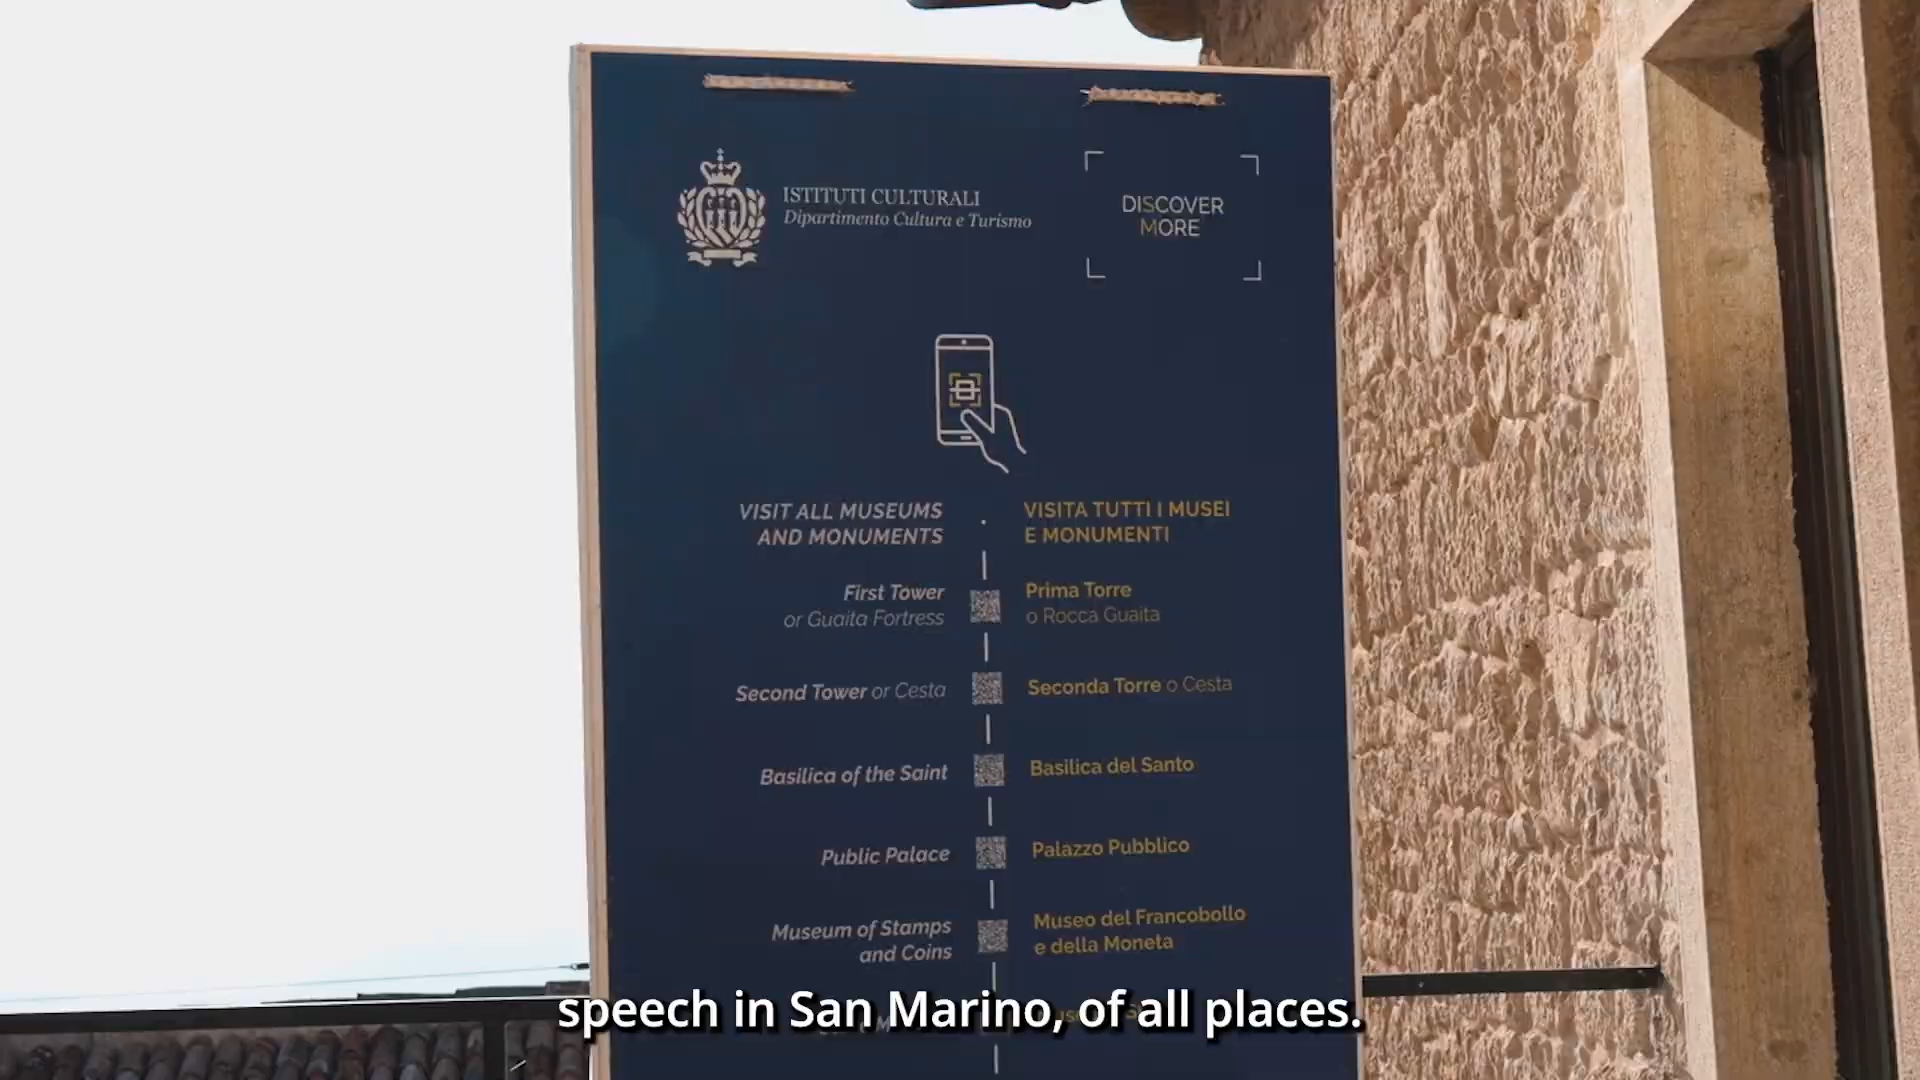 ISTITUTI CULTURALI
Dipartimento Cultura e Turismo
DISCOVER
MORE
VISIT ALL MUSEUMS
AND MONUMENTS
VISITA TUTTI I MUSEI
E MONUMENTI
First Tower
or Guaita Fortress
Prima Torre
o Rocca Guaita
Second Tower or Cesta
Seconda Torre o Cesta
Basilica of the Saint
Basilica del Santo
Public Palace
Palazzo Pubblico
Museum of Stamps
and Coins
Museo del Francobollo
e della Moneta
speech in San Marino, of all places.